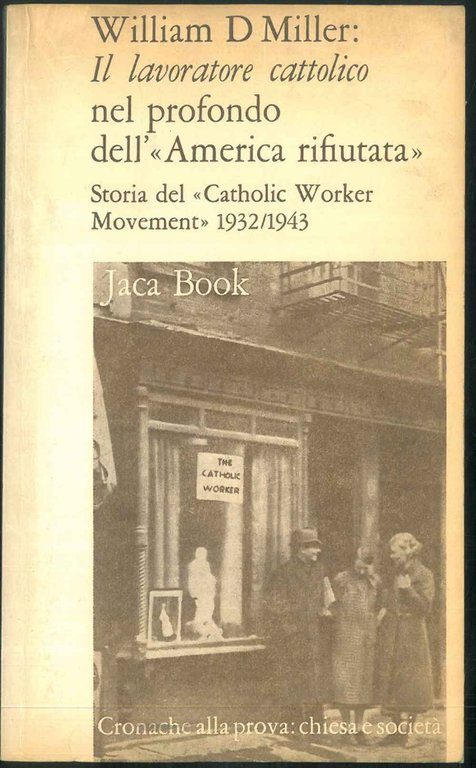 William D Miller:
Il lavoratore cattolico
nel profondo
dell'«America rifiutata»
Storia del «Catholic Worker
Movement» 1932/1943
Jaca Book
THE
CATHOLIC
WORKER
Cronache alla prova: chiesa e società